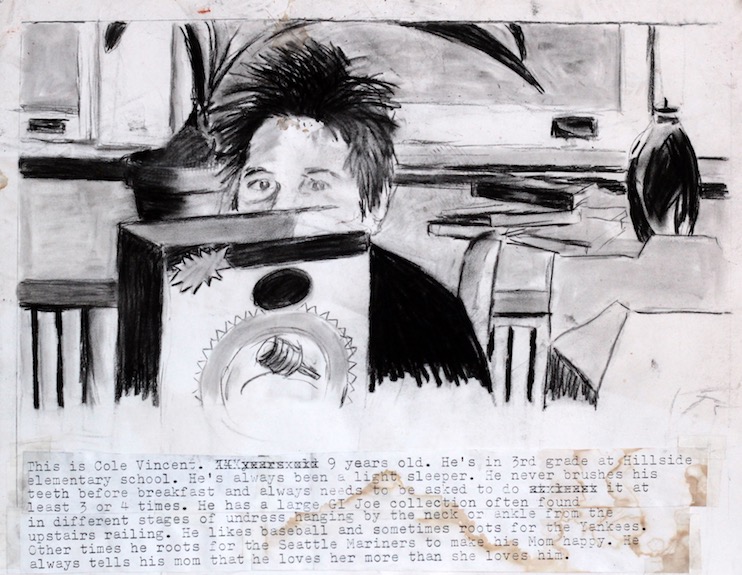 This is Cole Vincent. 9 years old. He's in 3rd grade at Hillside
elementary school. He's always been a light sleeper. He never brushes his
teeth before breakfast and always needs to be asked to do it at
least 3 or 4 times. He has a large GI Joe collection often found
in different stages of undress hanging by the neck or ankle from the
upstairs railing. He likes baseball and sometimes roots for the Yankees.
Other times he roots for the Seattle Mariners to make his Mom happy. He
always tells his mom that he loves her more than she loves him.